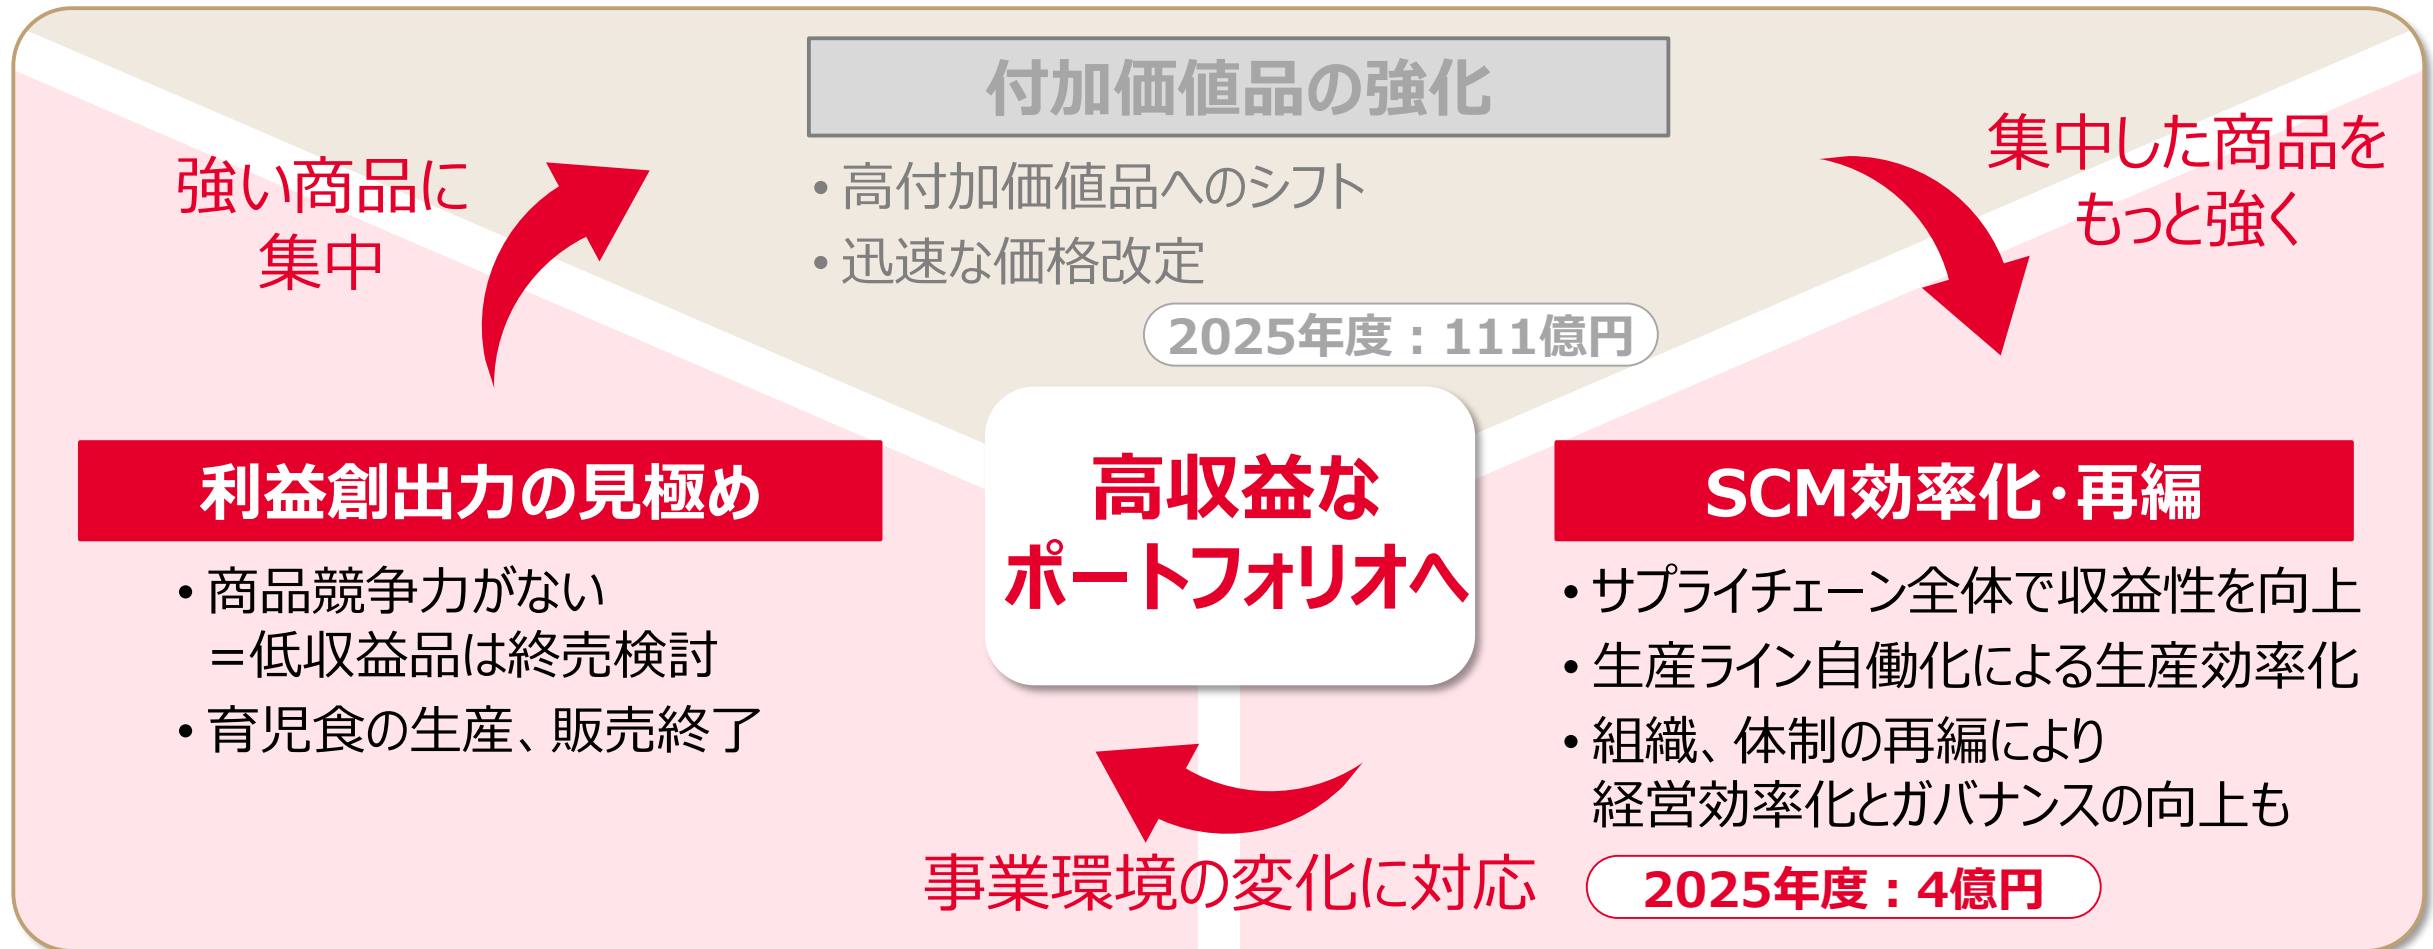 付加価値品の強化
• 高付加価値品へのシフト
• 迅速な価格改定
2025年度：111億円
強い商品に
集中
集中した商品を
もっと強く
高収益な
ポートフォリオへ
利益創出力の見極め
• 商品競争力がない
=低収益品は終売検討
• 育児食の生産、販売終了
SCM効率化・再編
• サプライチェーン全体で収益性を向上
• 生産ライン自働化による生産効率化
• 組織、体制の再編により
経営効率化とガバナンスの向上も
2025年度：4億円
事業環境の変化に対応